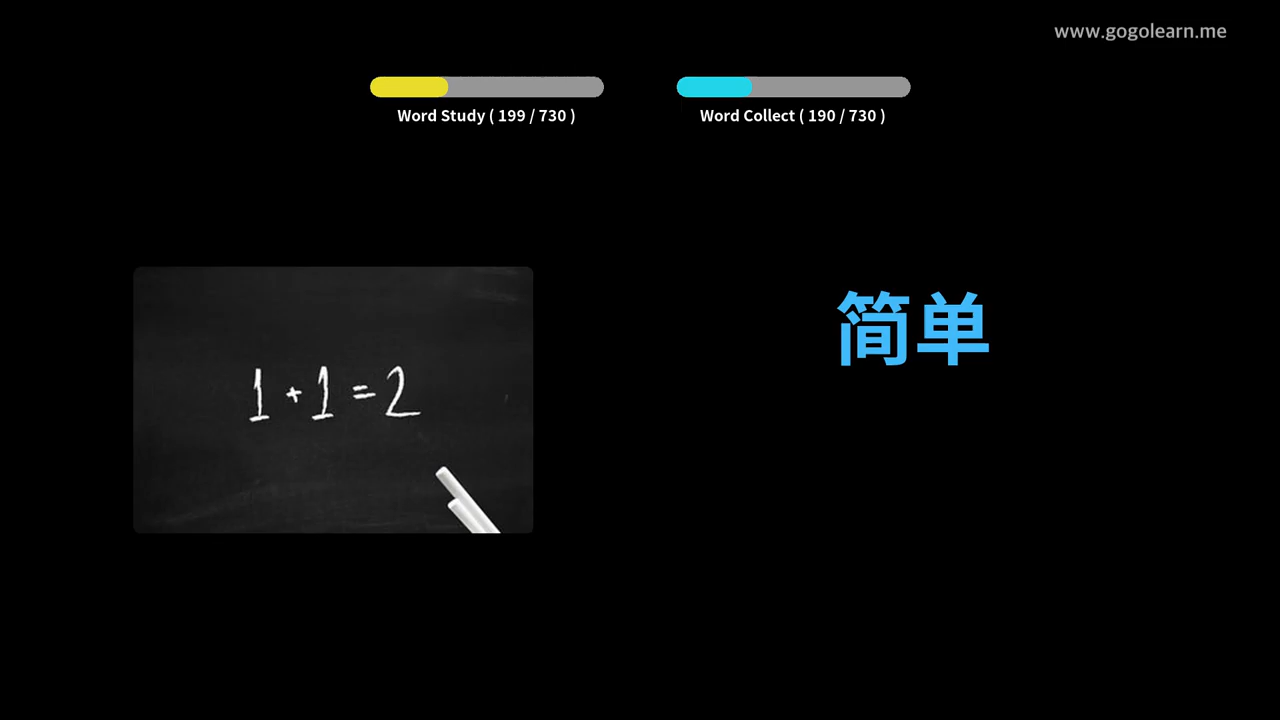 www.gogolearn.me
Word Study ( 199 / 730 )
Word Collect ( 190 / 730 )
简单
1 + 1 = 2